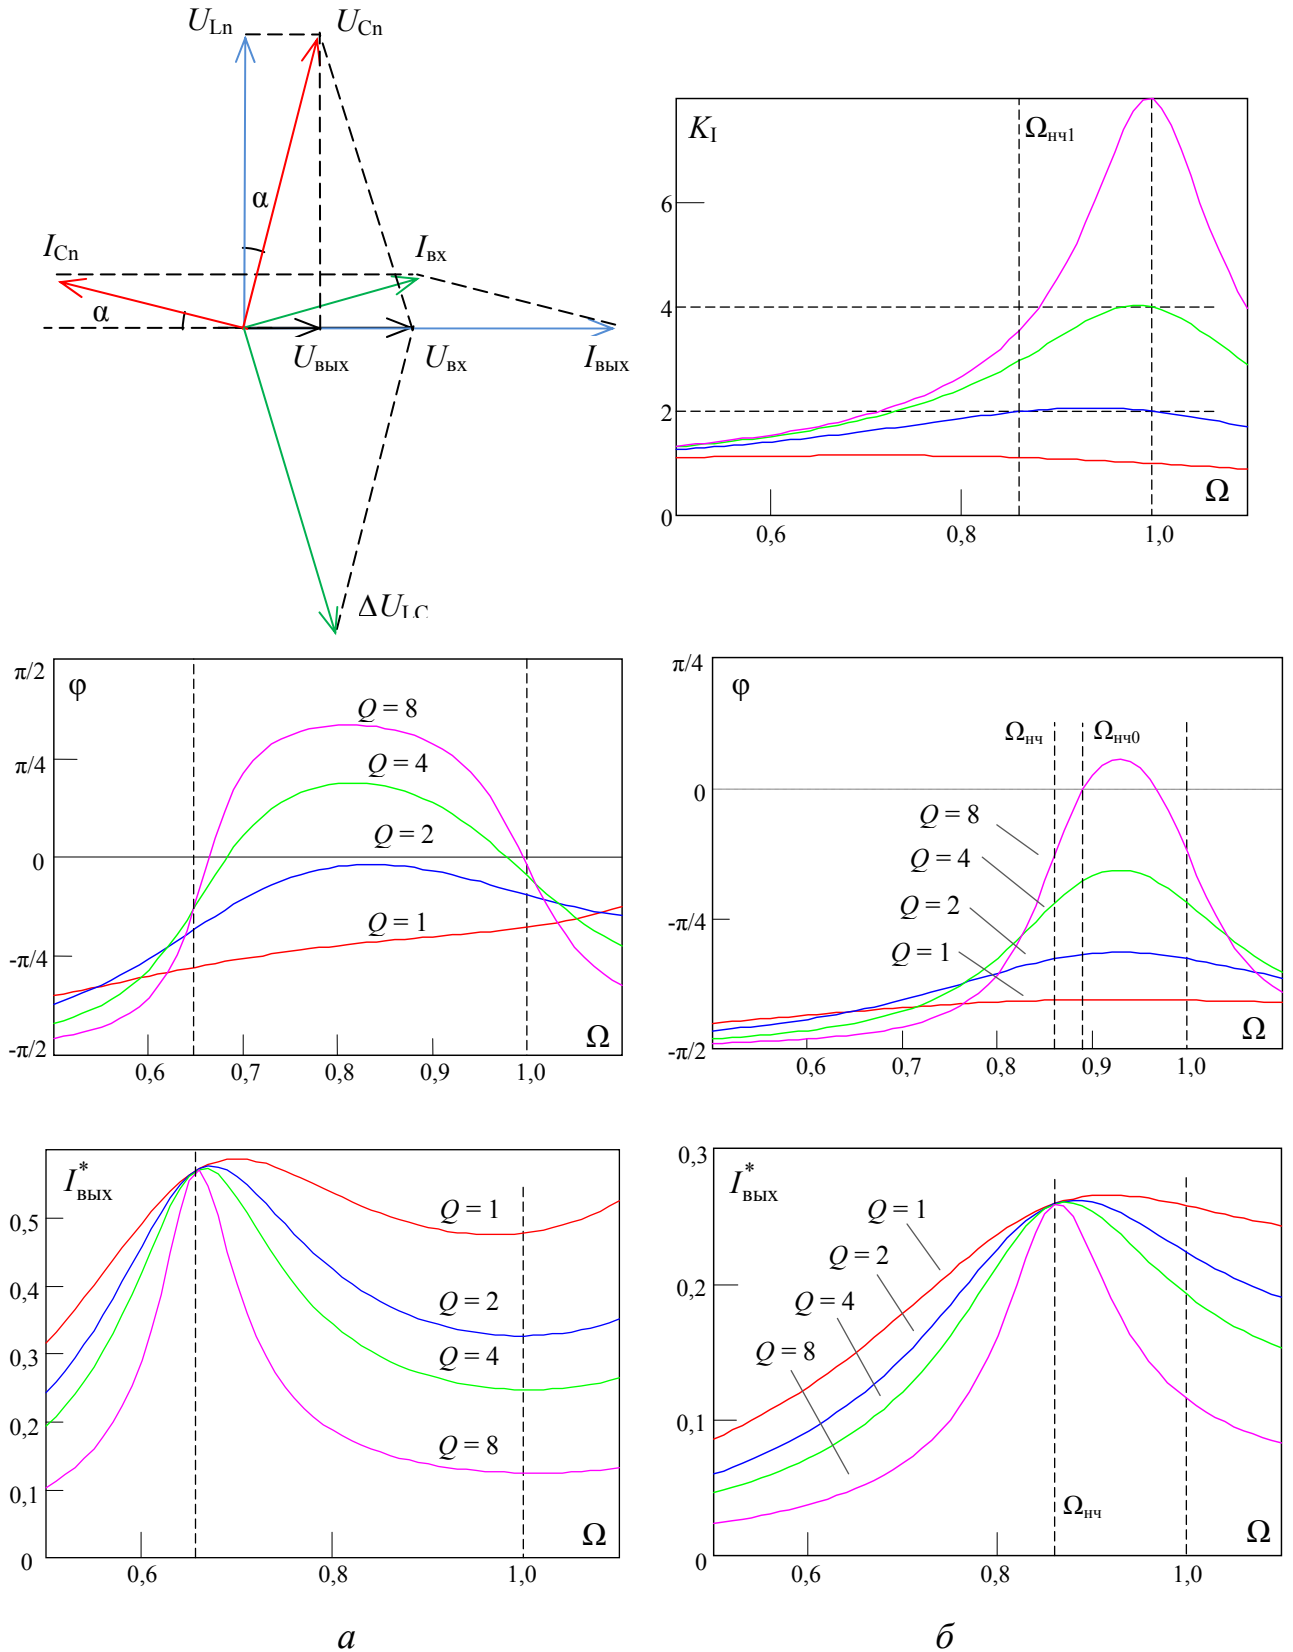 U_Ln U_Cn
α
I_Cn I_вх
α
U_вых U_вх I_вых
ΔU_LC
K_I Ω_нч1
6
4
2
0
0,6 0,8 1,0
Ω
π/2
φ
Q = 8
π/4
Q = 4
Q = 2
0
Q = 1
-π/4
Ω
-π/2
0,6 0,7 0,8 0,9 1,0
π/4
φ
Ω_нч Ω_нч0
0
Q = 8
Q = 4
-π/4
Q = 2
Q = 1
Ω
-π/2
0,6 0,7 0,8 0,9 1,0
I*_вых
0,5
Q = 1
0,4
0,3
Q = 2
Q = 4
0,2
Q = 8
0,1
Ω
0
0,6 0,8 1,0
а
0,3
I*_вых
Q = 1
Q = 2
0,2
Q = 4
Q = 8
0,1
Ω_нч
Ω
0
0,6 0,8 1,0
б